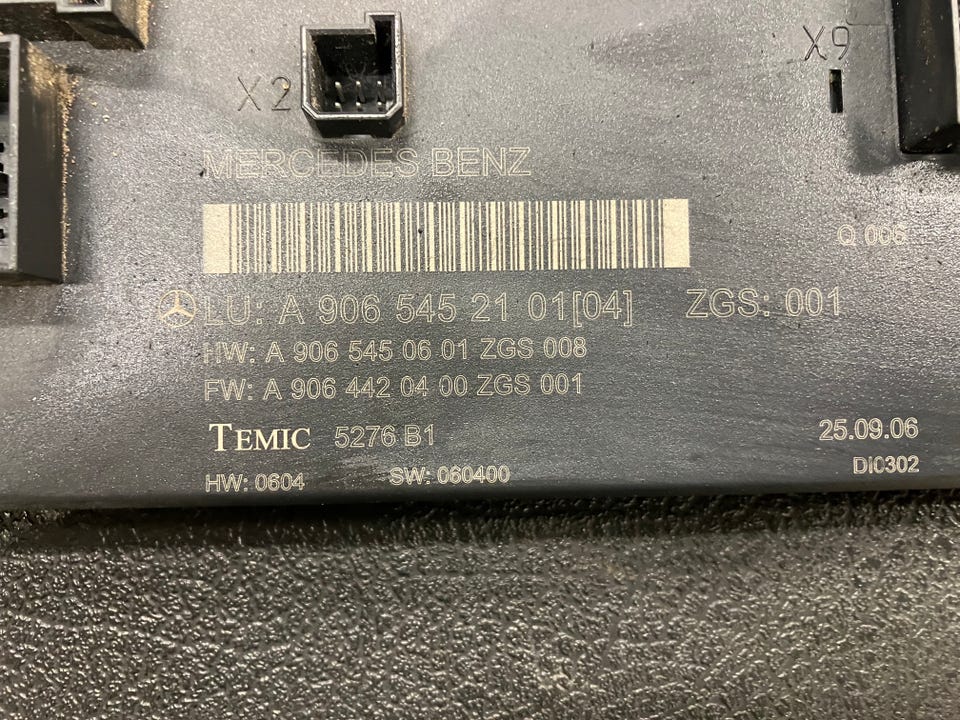 X2
X9
MERCEDES BENZ
Q 006
LU: A 906 545 21 01[04] ZGS: 001
HW: A 906 545 06 01 ZGS 008
FW: A 906 442 04 00 ZGS 001
TEMIC 5276 B1
25.09.06
HW: 0604 SW: 060400
DI0302